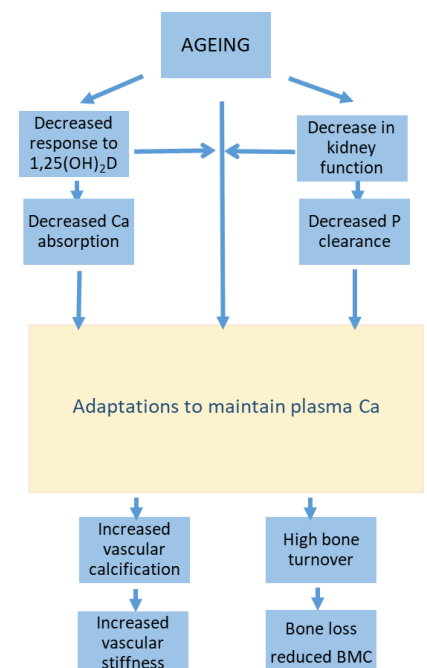 AGEING
Decreased
response to
1,25(OH)₂D
Decrease in
kidney
function
Decreased Ca
absorption
Decreased P
clearance
Adaptations to maintain plasma Ca
Increased
vascular
calcification
High bone
turnover
Increased
vascular
stiffness
Bone loss
reduced BMC